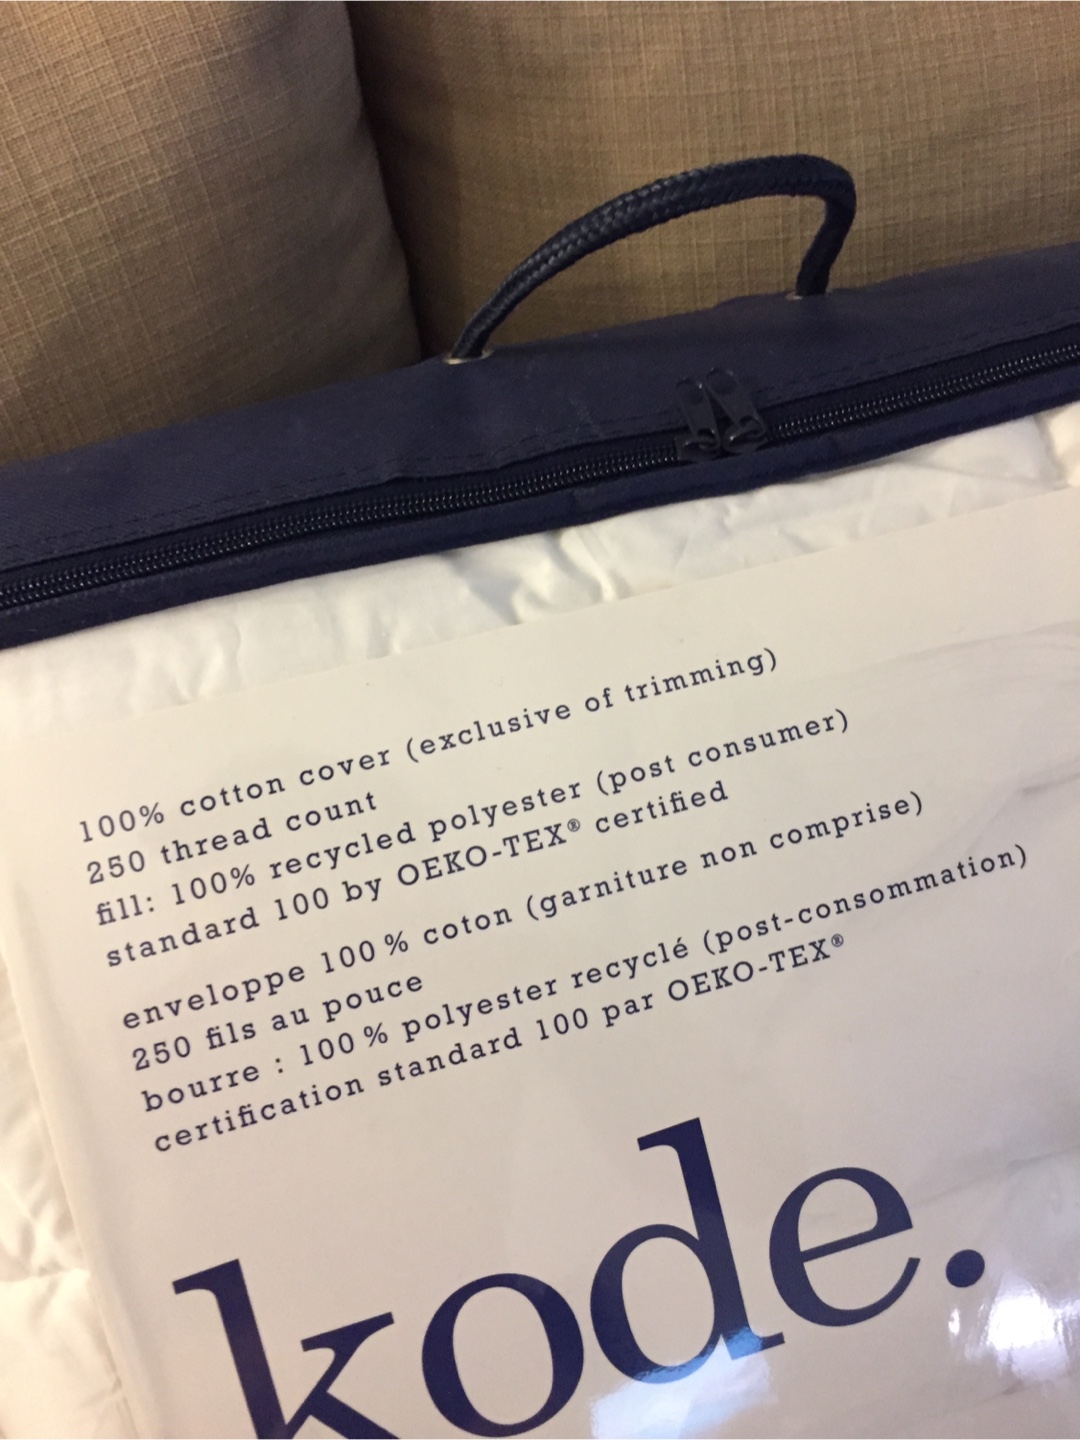 100% cotton cover (exclusive of trimming)
250 thread count
fill: 100% recycled polyester (post consumer)
standard 100 by OEKO-TEX® certified
enveloppe 100 % coton (garniture non comprise)
250 fils au pouce
bourre : 100 % polyester recyclé (post-consommation)
certification standard 100 par OEKO-TEX®
kode.